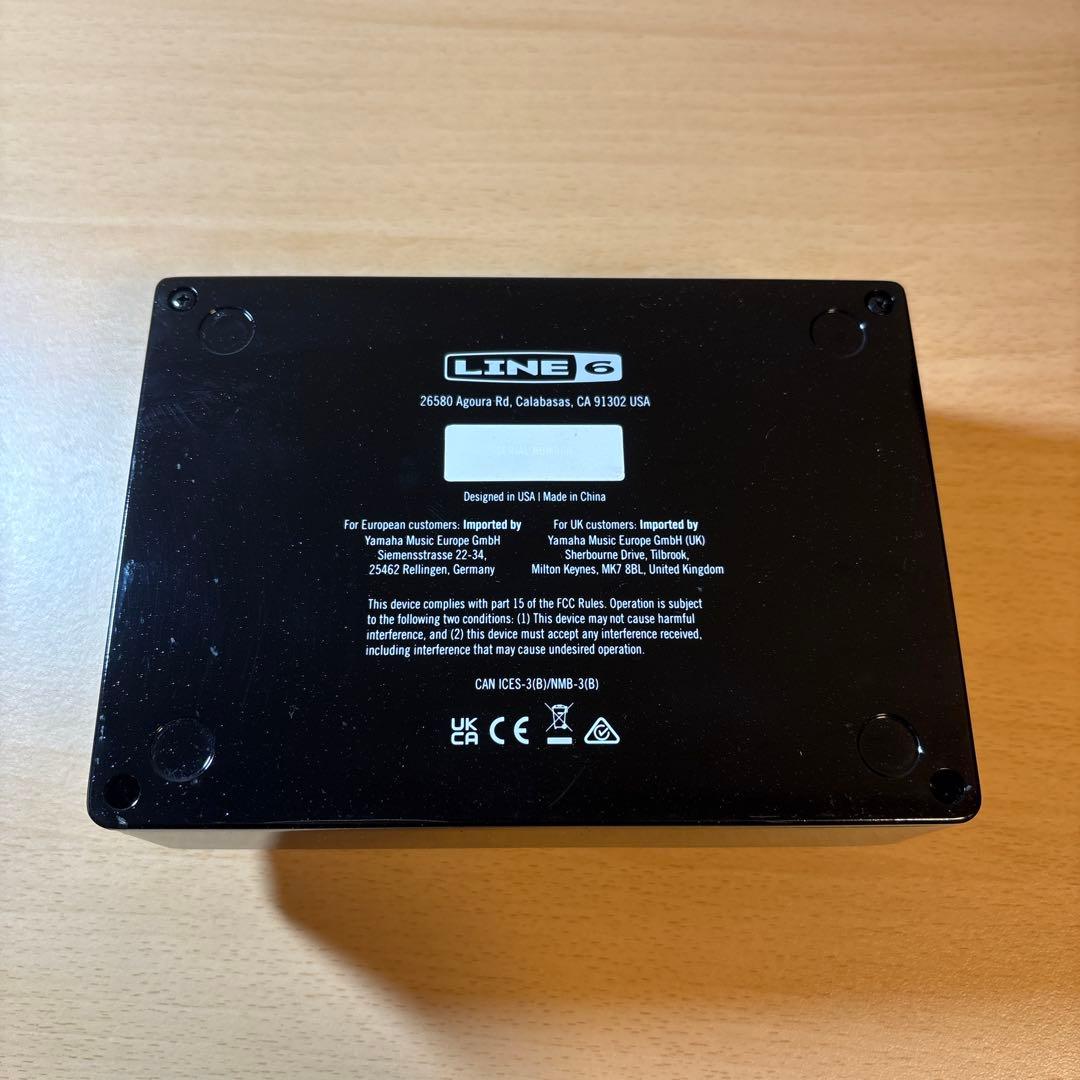 LINE 6
26580 Agoura Rd, Calabasas, CA 91302 USA
SERIAL NUMBER
Designed in USA | Made in China
For European customers: Imported by
Yamaha Music Europe GmbH
Siemensstrasse 22-34,
25462 Rellingen, Germany
For UK customers: Imported by
Yamaha Music Europe GmbH (UK)
Sherbourne Drive, Tilbrook,
Milton Keynes, MK7 8BL, United Kingdom
This device complies with part 15 of the FCC Rules. Operation is subject
to the following two conditions: (1) This device may not cause harmful
interference, and (2) this device must accept any interference received,
including interference that may cause undesired operation.
CAN ICES-3(B)/NMB-3(B)
UK
CA CE